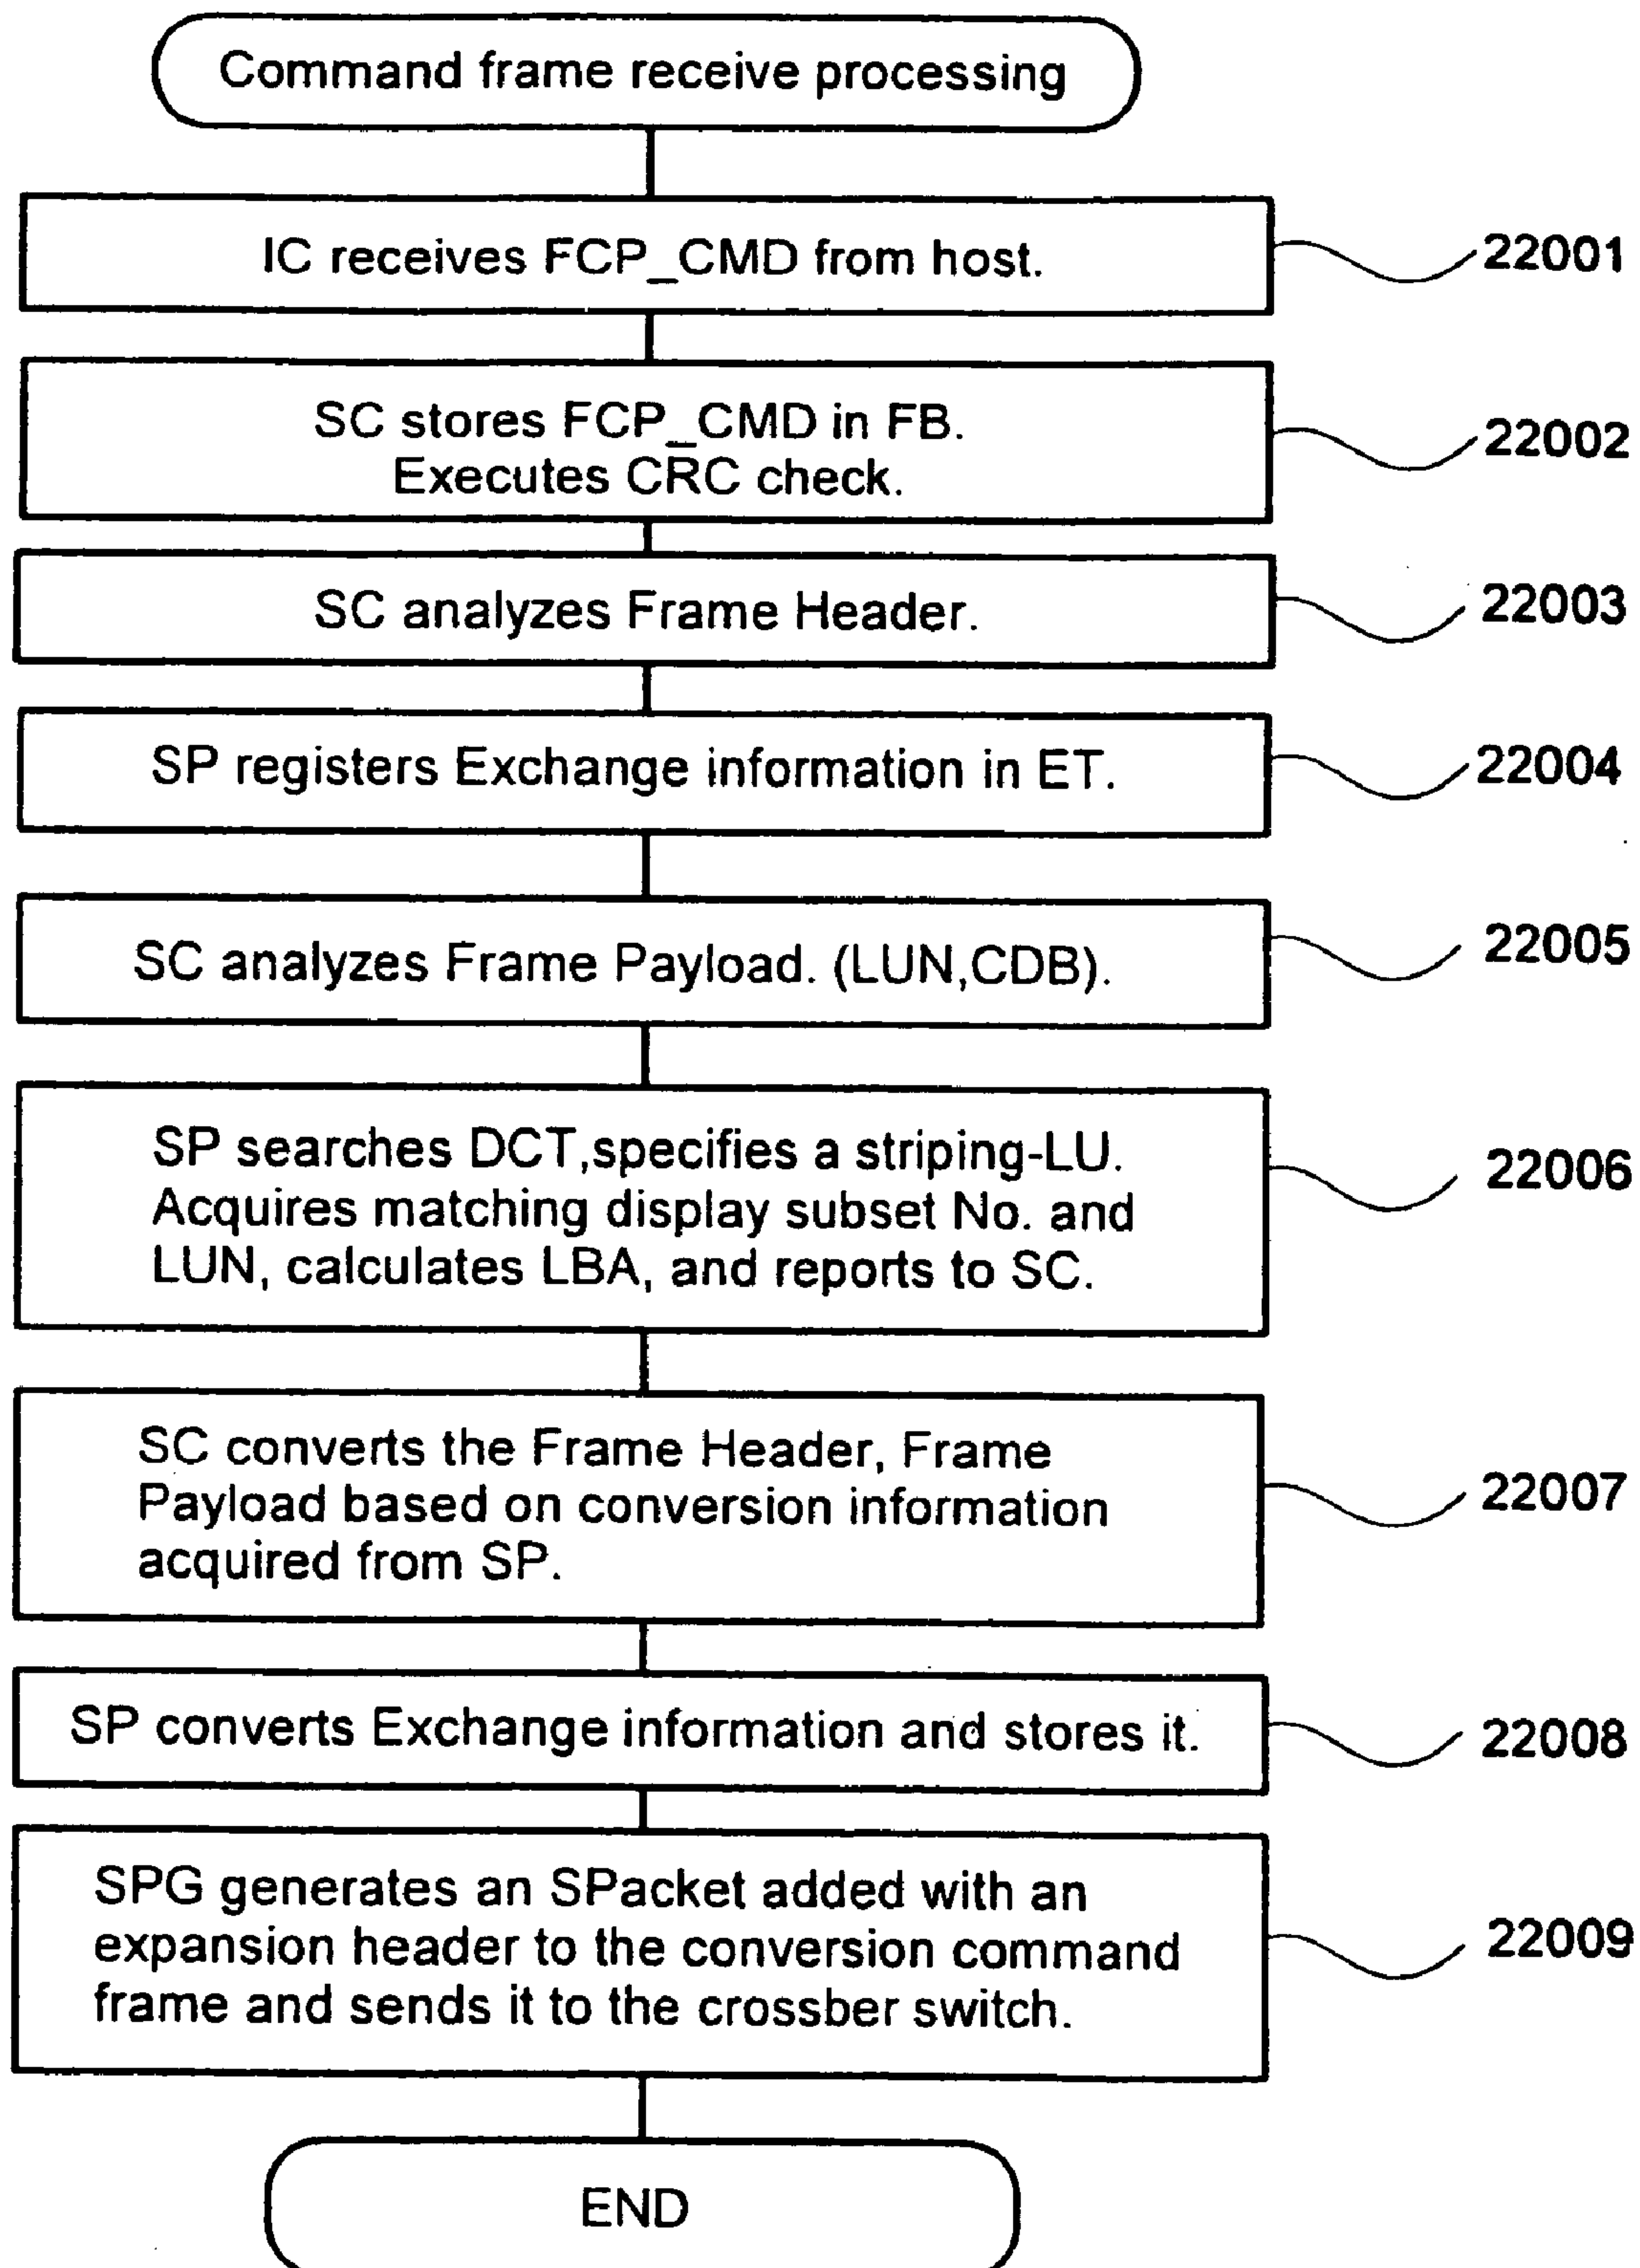 Command frame receive processing
IC receives FCP_CMD from host.
22001
SC stores FCP_CMD in FB.
Executes CRC check.
22002
SC analyzes Frame Header.
22003
SP registers Exchange information in ET.
22004
SC analyzes Frame Payload. (LUN,CDB).
22005
SP searches DCT,specifies a striping-LU.
Acquires matching display subset No. and
LUN, calculates LBA, and reports to SC.
22006
SC converts the Frame Header, Frame
Payload based on conversion information
acquired from SP.
22007
SP converts Exchange information and stores it.
22008
SPG generates an SPacket added with an
expansion header to the conversion command
frame and sends it to the crossber switch.
22009
END